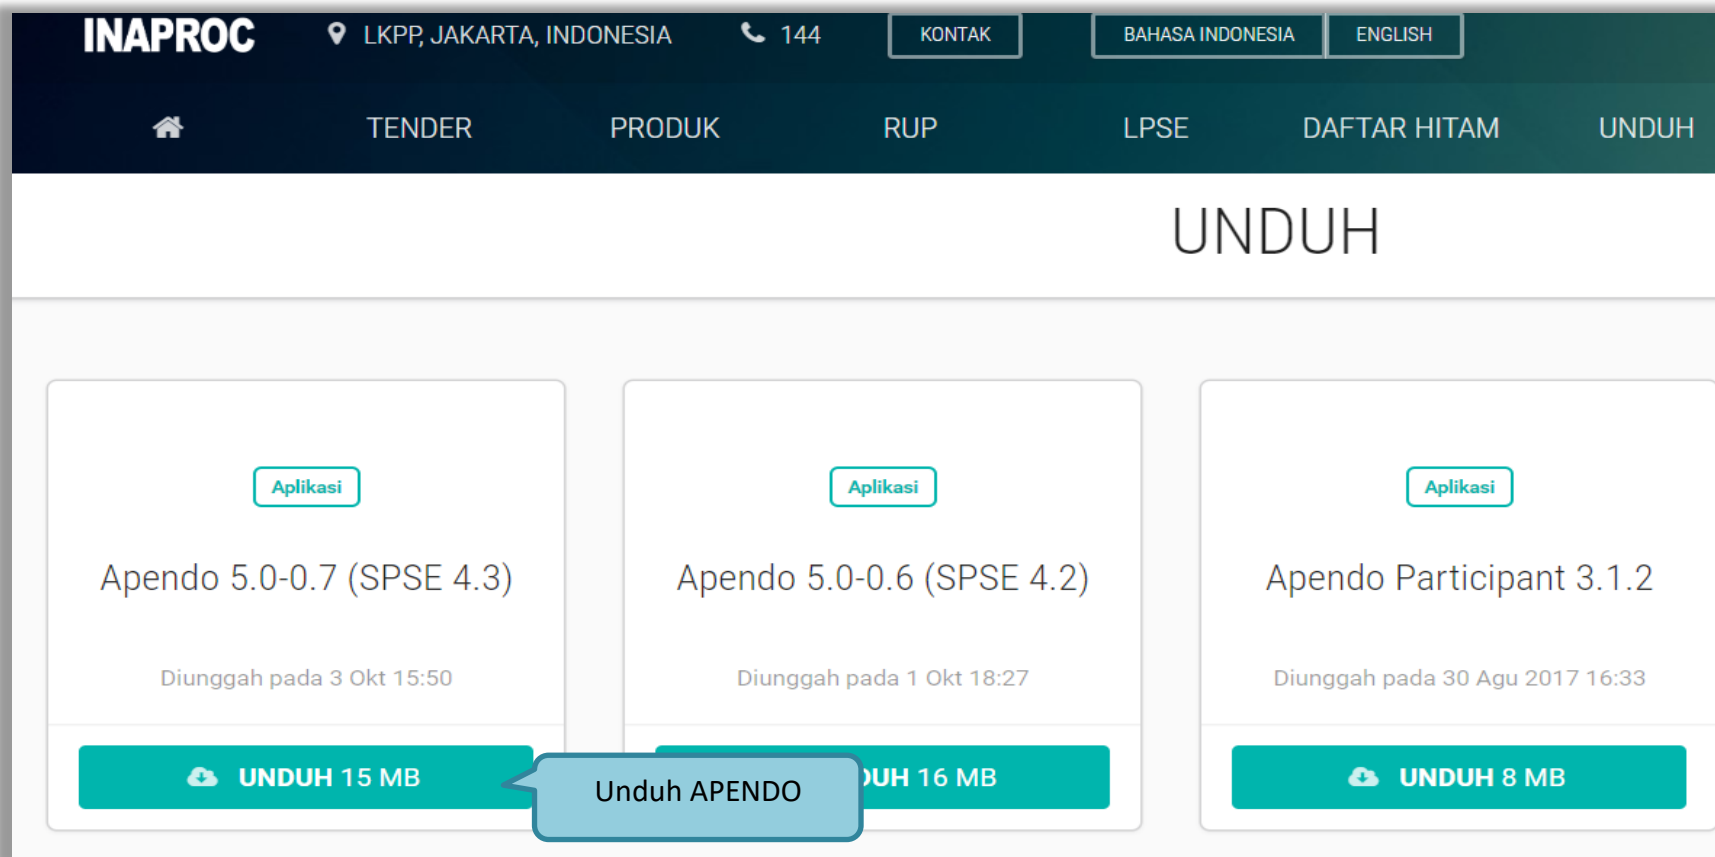 INAPROC LKPP, JAKARTA, INDONESIA 144 KONTAK BAHASA INDONESIA ENGLISH
TENDER PRODUK RUP LPSE DAFTAR HITAM UNDUH
UNDUH
Aplikasi
Apendo 5.0-0.7 (SPSE 4.3)
Diunggah pada 3 Okt 15:50
UNDUH 15 MB
Unduh APENDO
Aplikasi
Apendo 5.0-0.6 (SPSE 4.2)
Diunggah pada 1 Okt 18:27
DUH 16 MB
Aplikasi
Apendo Participant 3.1.2
Diunggah pada 30 Agu 2017 16:33
UNDUH 8 MB